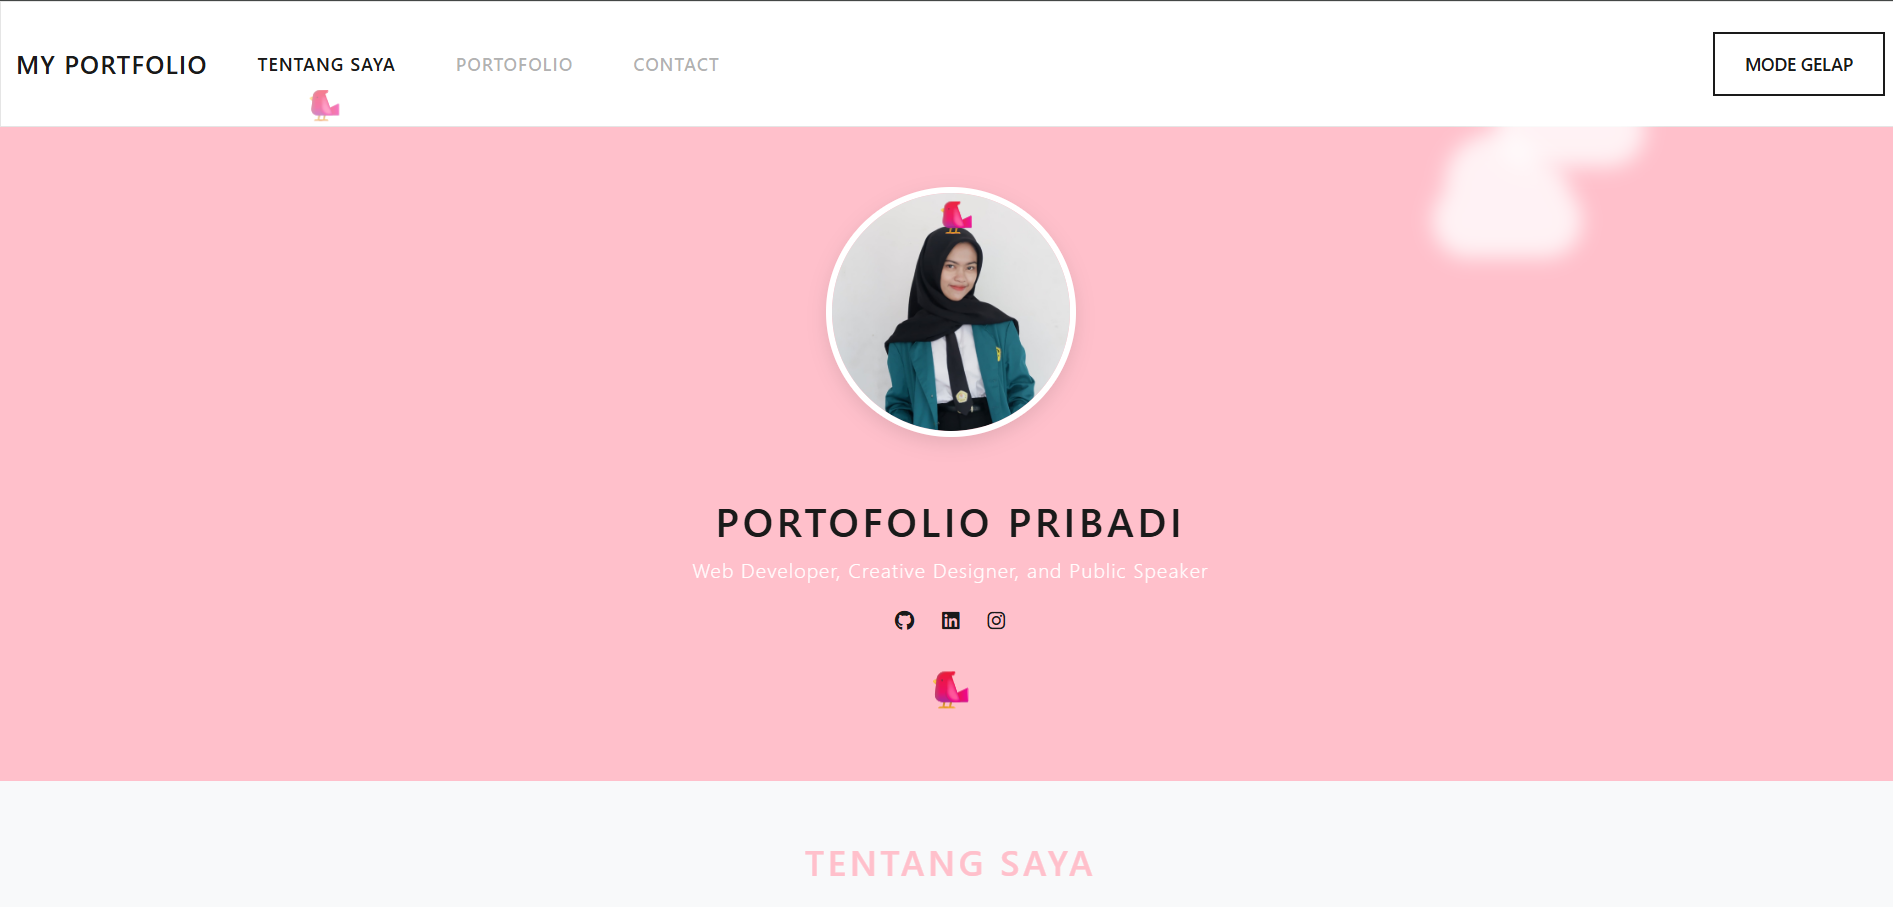 MY PORTFOLIO
TENTANG SAYA
PORTOFOLIO
CONTACT
MODE GELAP
PORTOFOLIO PRIBADI
Web Developer, Creative Designer, and Public Speaker
TENTANG SAYA